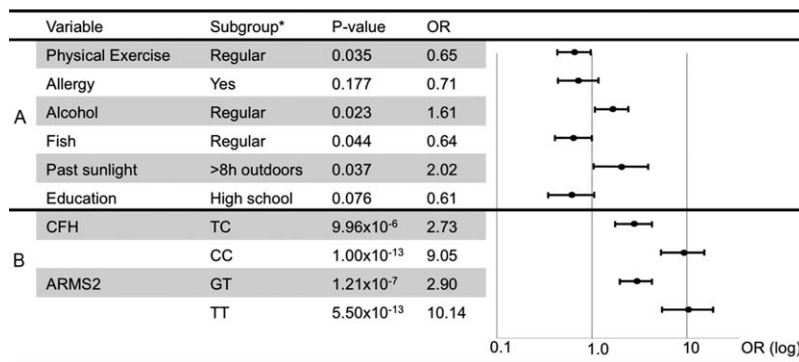 Variable Subgroup* P-value OR
A
Physical Exercise Regular 0.035 0.65
Allergy Yes 0.177 0.71
Alcohol Regular 0.023 1.61
Fish Regular 0.044 0.64
Past sunlight >8h outdoors 0.037 2.02
Education High school 0.076 0.61
B
CFH TC 9.96x10⁻⁶ 2.73
CC 1.00x10⁻¹³ 9.05
ARMS2 GT 1.21x10⁻⁷ 2.90
TT 5.50x10⁻¹³ 10.14
0.1 1.0 10 OR (log)